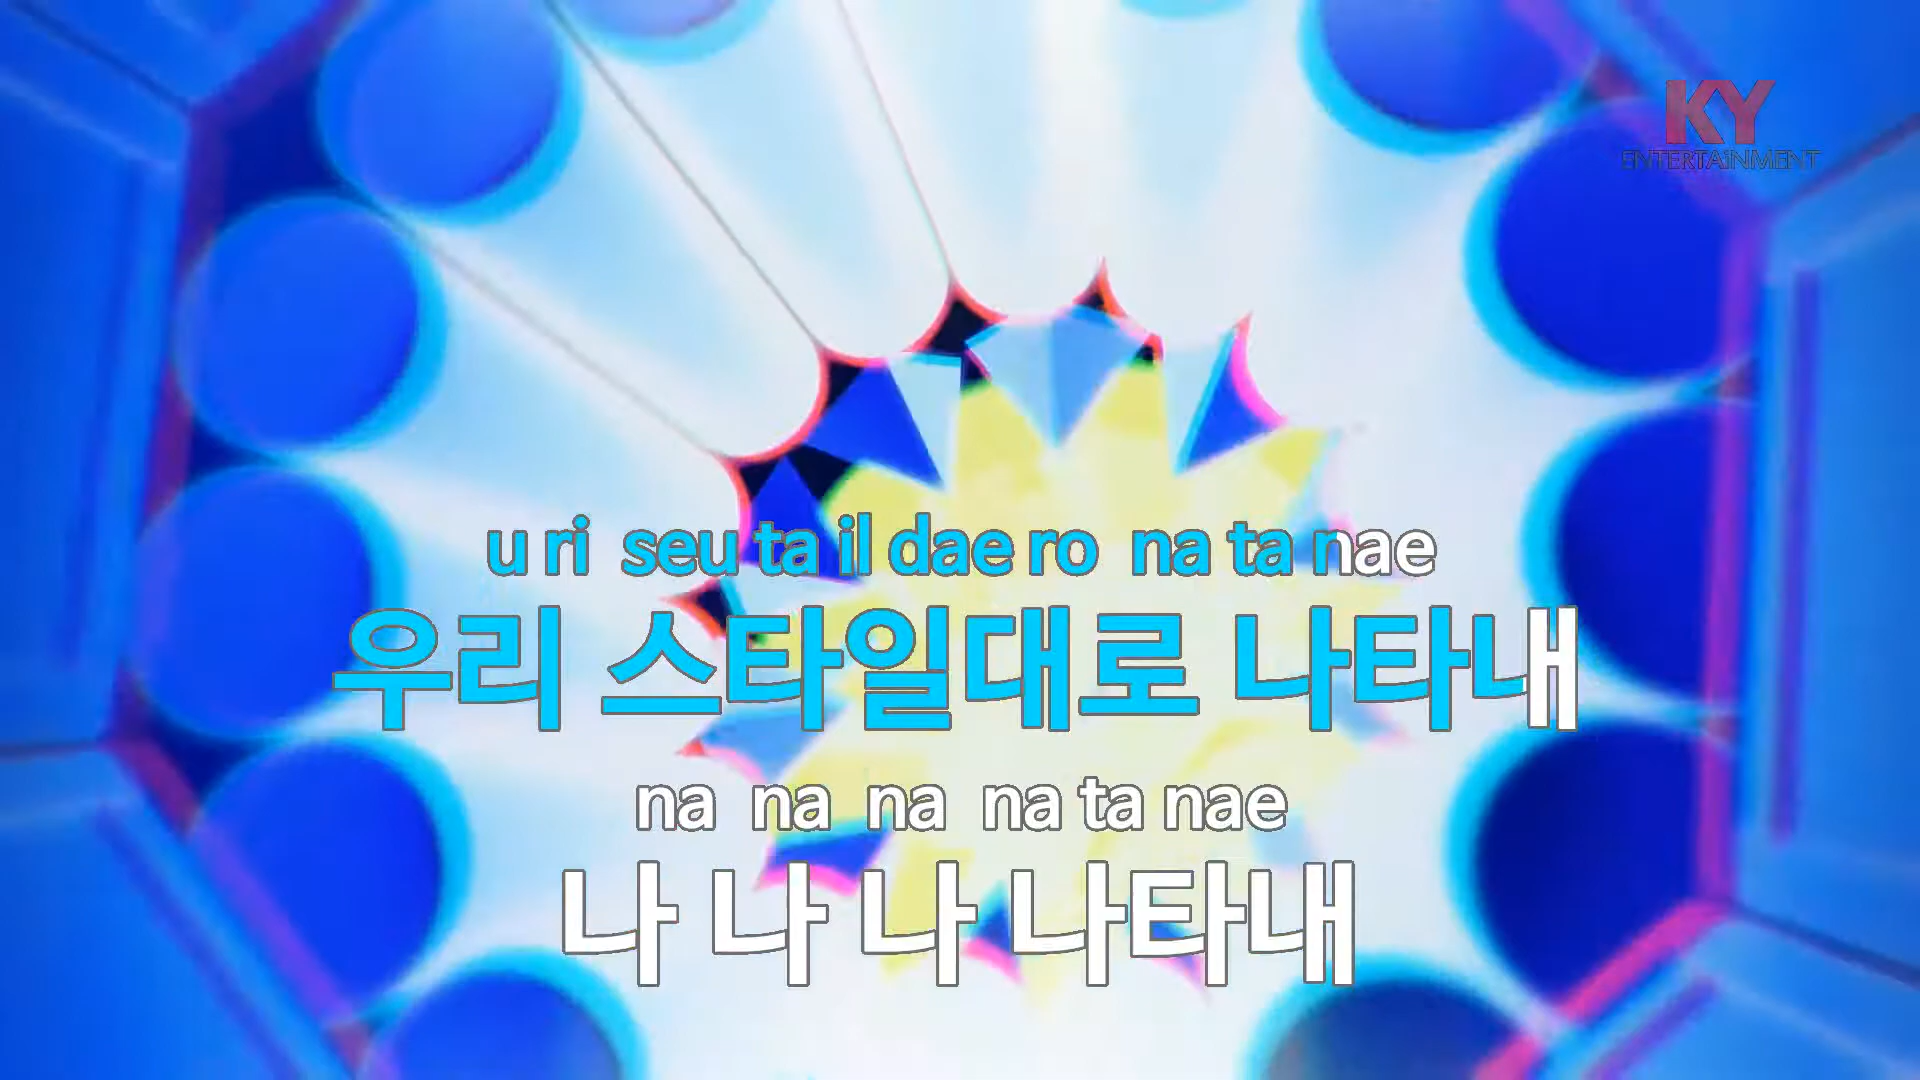 KY
ENTERTAINMENT
u ri seu ta il dae ro na ta nae
우리 스타일대로 나타내
na na na na ta nae
나 나 나 나타내